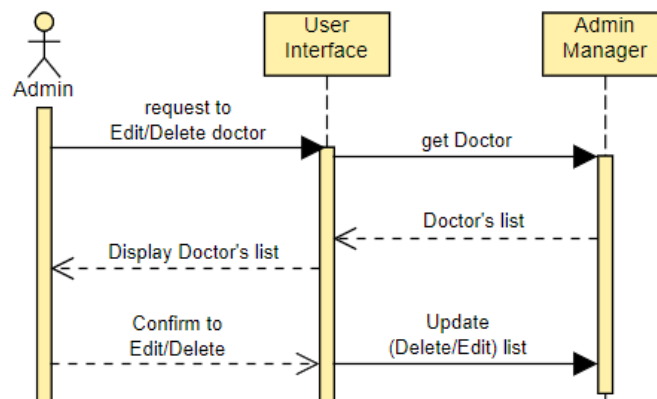 User
Interface
Admin
Manager
Admin
request to
Edit/Delete doctor
get Doctor
Doctor's list
Display Doctor's list
Confirm to
Edit/Delete
Update
(Delete/Edit) list